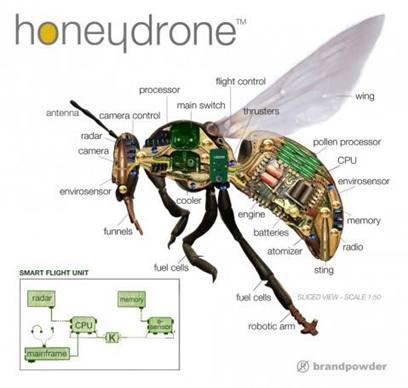 honeydrone™
flight control
processor
wing
main switch
thrusters
antenna
camera control
radar
pollen processor
camera
CPU
envirosensor
envirosensor
cooler
engine
memory
funnels
batteries
radio
atomizer
sting
fuel cells
fuel cells
SLICED VIEW - SCALE 1:50
robotic arm
SMART FLIGHT UNIT
radar
memory
CPU
e-sensor
K
mainframe
brandpowder